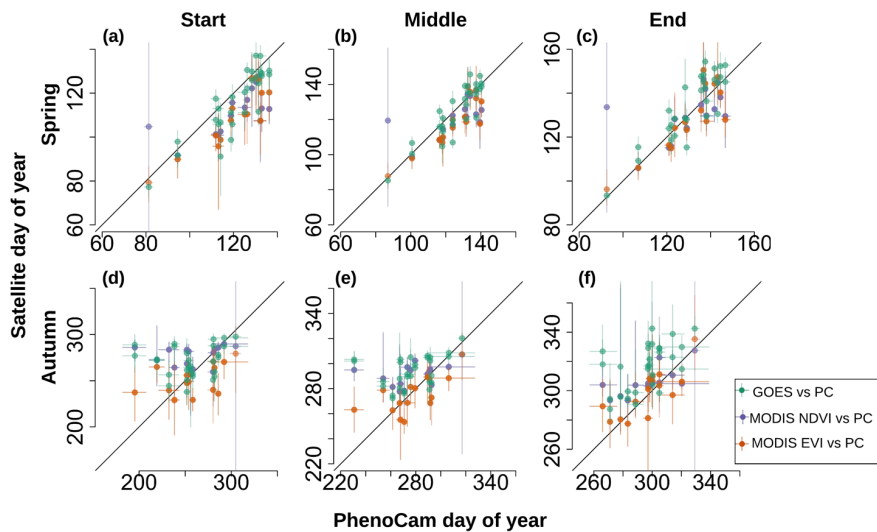 Start
Middle
End
(a)
(b)
(c)
Spring
Satellite day of year
60
80
120
60
80
120
60
100
140
60
100
140
80
120
160
80
120
160
(d)
(e)
(f)
Autumn
200
300
200
300
220
280
340
220
280
340
260
300
340
260
300
340
GOES vs PC
MODIS NDVI vs PC
MODIS EVI vs PC
PhenoCam day of year